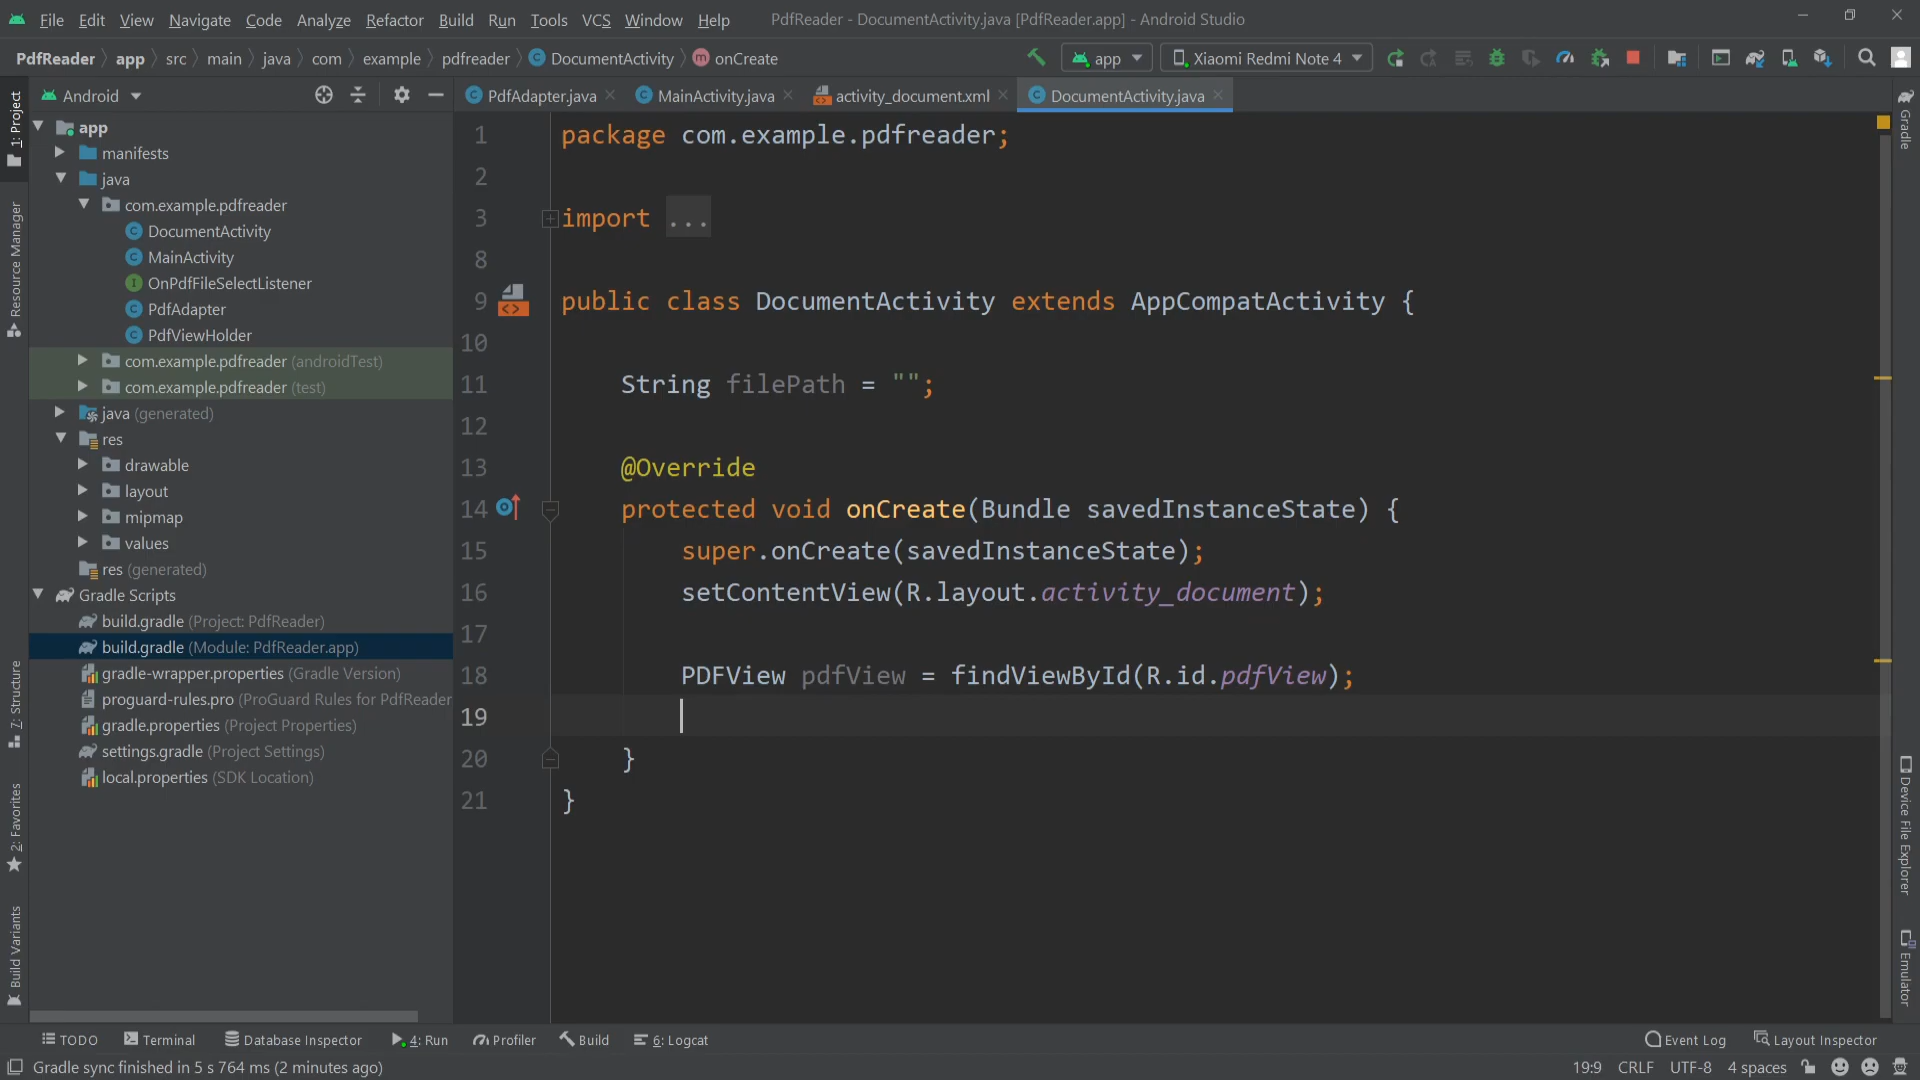 File Edit View Navigate Code Analyze Refactor Build Run Tools VCS Window Help PdfReader - DocumentActivity.java [PdfReader.app] - Android Studio
PdfReader app src main java com example pdfreader DocumentActivity onCreate app Xiaomi Redmi Note 4
Android
PdfAdapter.java MainActivity.java activity_document.xml DocumentActivity.java
1: Project
Resource Manager
7: Structure
2: Favorites
Build Variants
app
manifests
java
com.example.pdfreader
DocumentActivity
MainActivity
OnPdfFileSelectListener
PdfAdapter
PdfViewHolder
com.example.pdfreader (androidTest)
com.example.pdfreader (test)
java (generated)
res
drawable
layout
mipmap
values
res (generated)
Gradle Scripts
build.gradle (Project: PdfReader)
build.gradle (Module: PdfReader.app)
gradle-wrapper.properties (Gradle Version)
proguard-rules.pro (ProGuard Rules for PdfReader
gradle.properties (Project Properties)
settings.gradle (Project Settings)
local.properties (SDK Location)
1 package com.example.pdfreader;
2
3 import ...
8
9 public class DocumentActivity extends AppCompatActivity {
10
11 String filePath = "";
12
13 @Override
14 protected void onCreate(Bundle savedInstanceState) {
15 super.onCreate(savedInstanceState);
16 setContentView(R.layout.activity_document);
17
18 PDFView pdfView = findViewById(R.id.pdfView);
19
20 }
21 }
Gradle
Device File Explorer
Emulator
TODO Terminal Database Inspector 4: Run Profiler Build 6: Logcat Event Log Layout Inspector
Gradle sync finished in 5 s 764 ms (2 minutes ago) 19:9 CRLF UTF-8 4 spaces